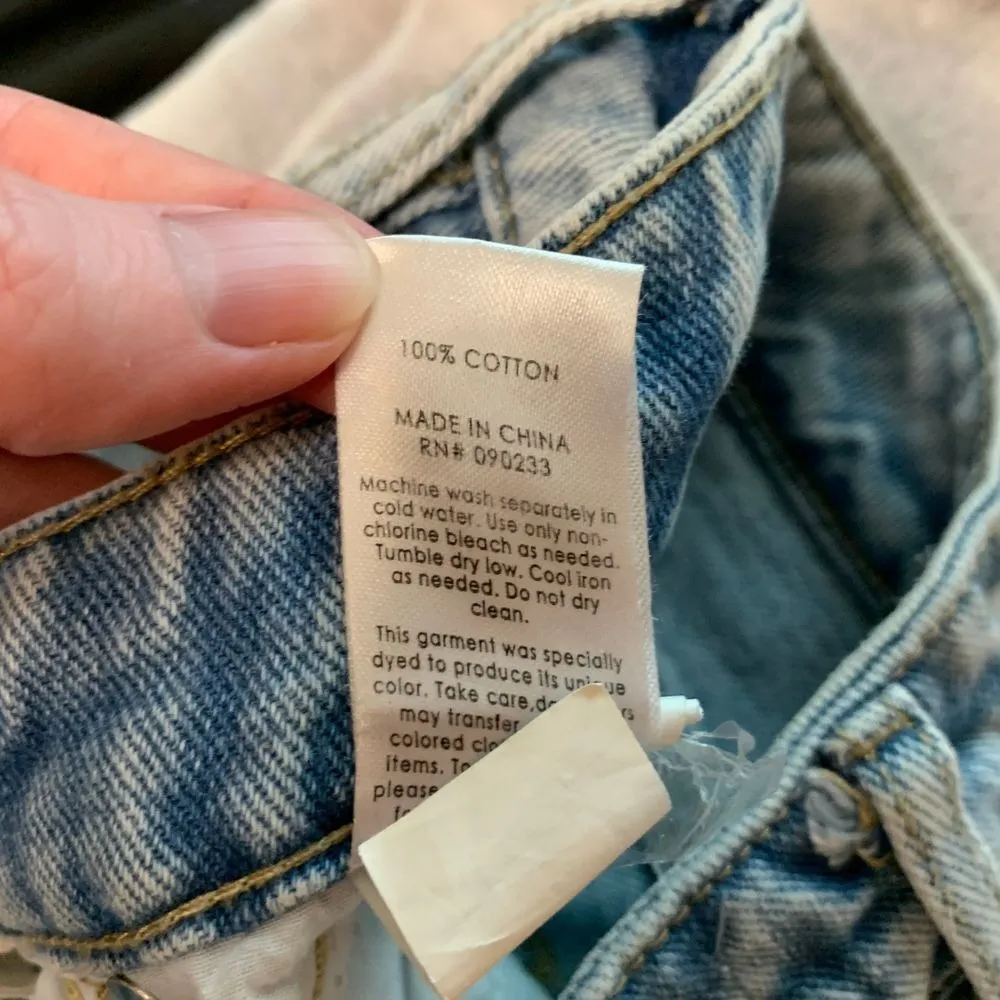 100% COTTON
MADE IN CHINA
RN# 090233
Machine wash separately in
cold water. Use only non-
chlorine bleach as needed.
Tumble dry low. Cool iron
as needed. Do not dry
clean.
This garment was specially
dyed to produce its unique
color. Take care,
may transfer
colored
items.
please